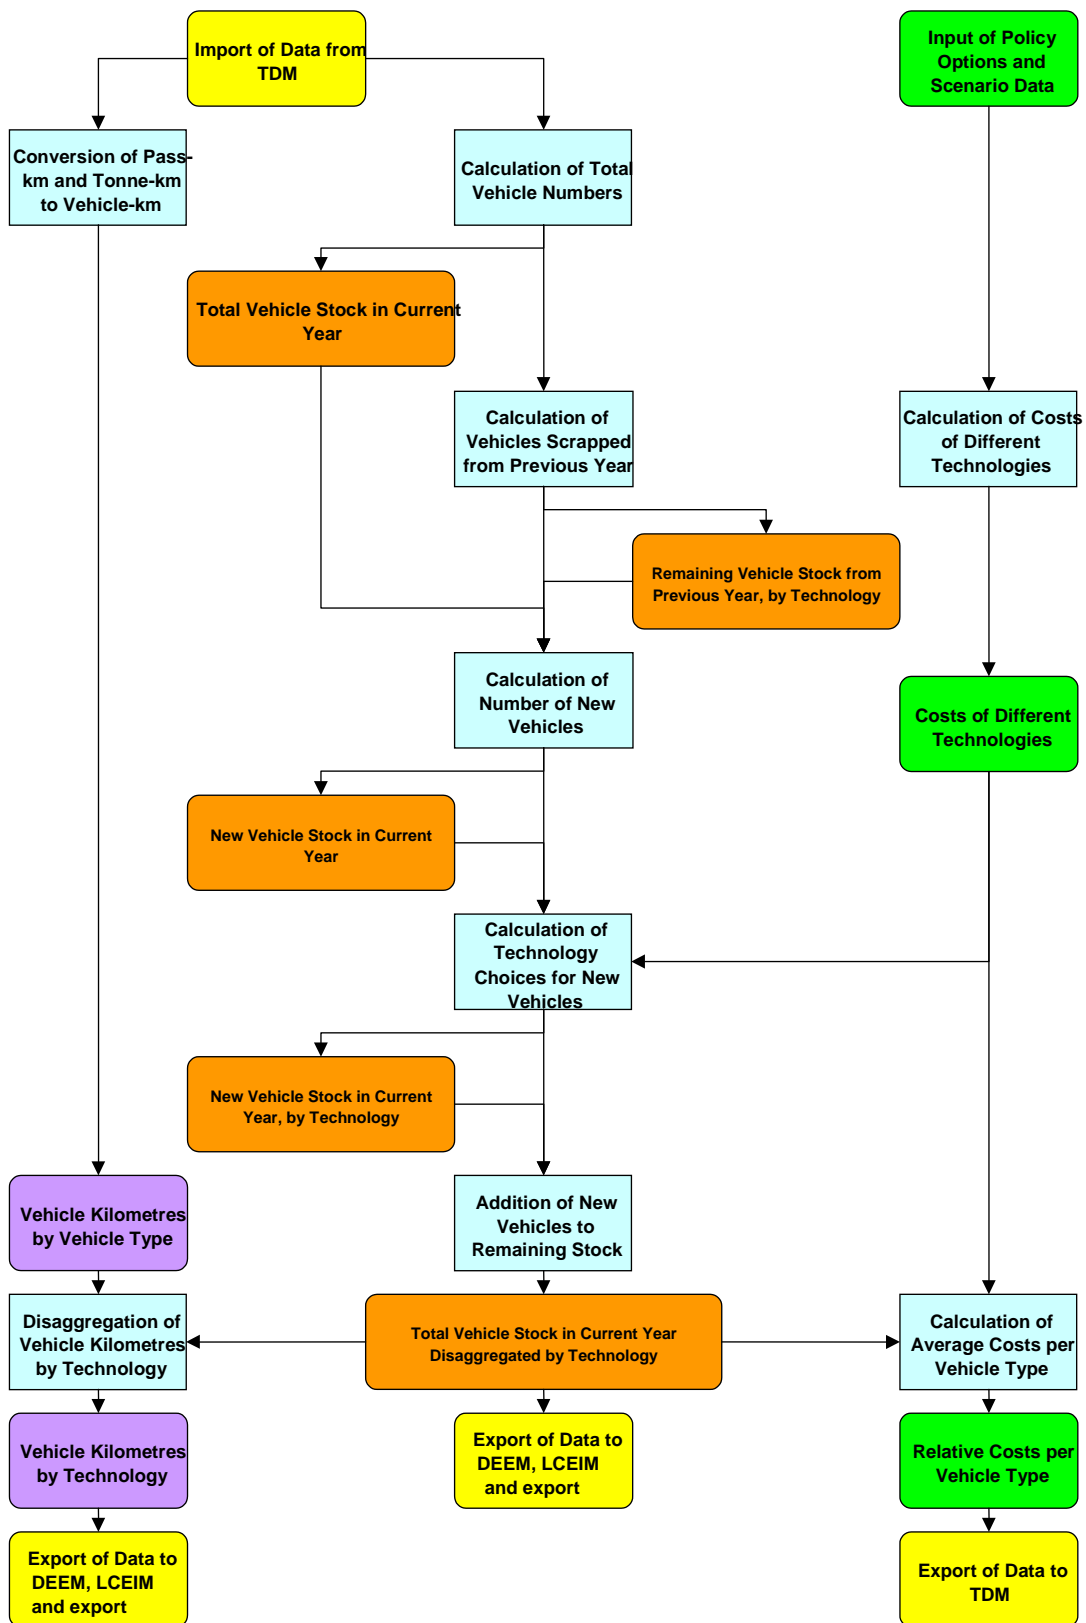 Import of Data from
TDM
Input of Policy
Options and
Scenario Data
Conversion of Pass-
km and Tonne-km
to Vehicle-km
Calculation of Total
Vehicle Numbers
Total Vehicle Stock in Current
Year
Calculation of
Vehicles Scrapped
from Previous Year
Calculation of Costs
of Different
Technologies
Remaining Vehicle Stock from
Previous Year, by Technology
Calculation of
Number of New
Vehicles
Costs of Different
Technologies
New Vehicle Stock in Current
Year
Calculation of
Technology
Choices for New
Vehicles
New Vehicle Stock in Current
Year, by Technology
Vehicle Kilometres
by Vehicle Type
Addition of New
Vehicles to
Remaining Stock
Disaggregation of
Vehicle Kilometres
by Technology
Total Vehicle Stock in Current Year
Disaggregated by Technology
Calculation of
Average Costs per
Vehicle Type
Vehicle Kilometres
by Technology
Export of Data to
DEEM, LCEIM
and export
Relative Costs per
Vehicle Type
Export of Data to
DEEM, LCEIM
and export
Export of Data to
TDM